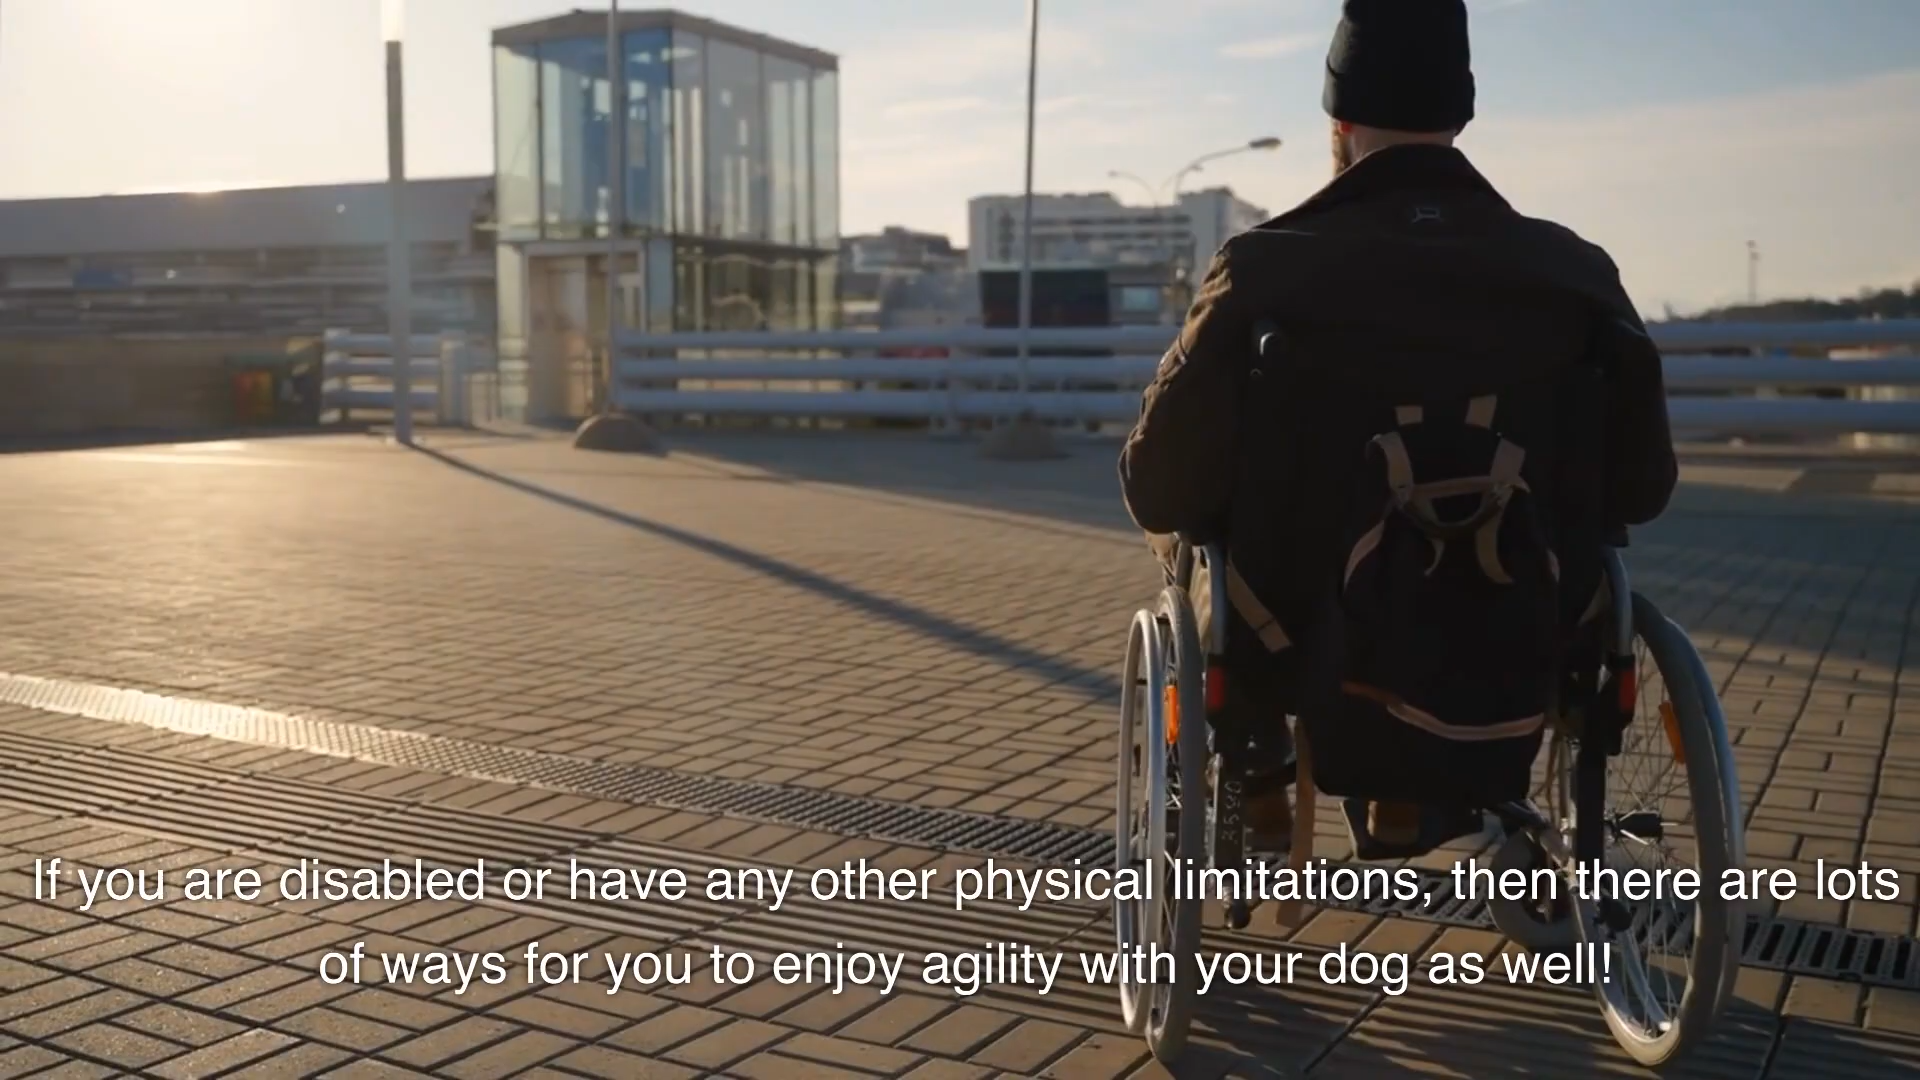 If you are disabled or have any other physical limitations, then there are lots
of ways for you to enjoy agility with your dog as well!